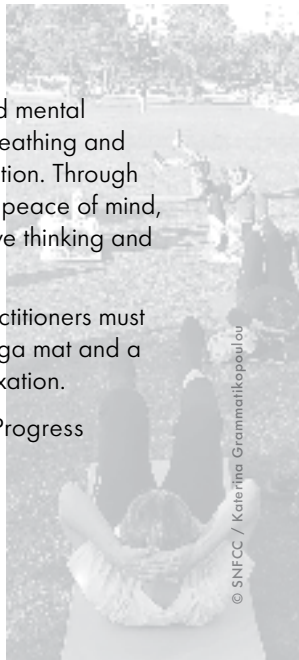 d mental
eathing and
tion. Through
peace of mind,
ve thinking and
ctitioners must
ga mat and a
xation.
Progress
© SNFCC / Katerina Grammatikopoulou